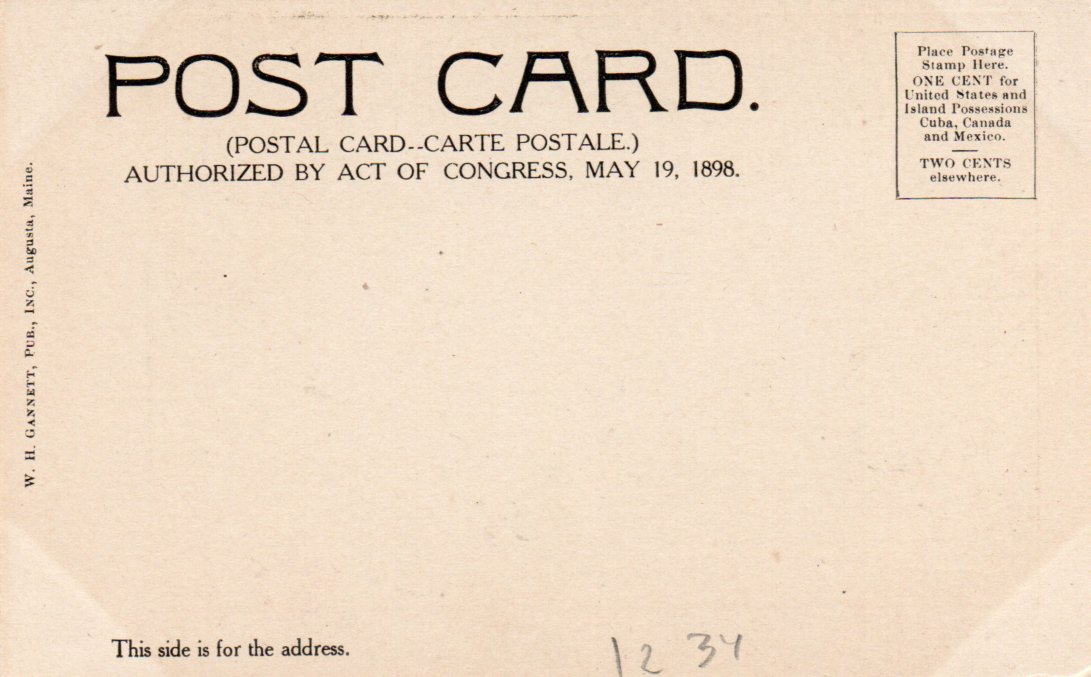 POST CARD.
(POSTAL CARD--CARTE POSTALE.)
AUTHORIZED BY ACT OF CONGRESS, MAY 19, 1898.
Place Postage
Stamp Here.
ONE CENT for
United States and
Island Possessions
Cuba, Canada
and Mexico.
TWO CENTS
elsewhere.
W. H. GANNETT, PUB., INC., Augusta, Maine.
This side is for the address.
12 34